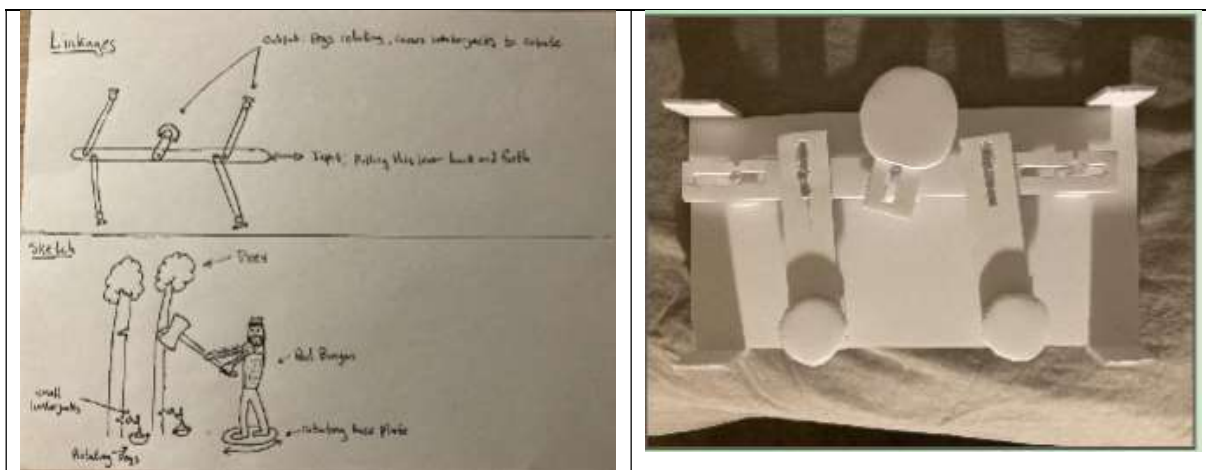 Linkages
Output: Pegs rotating, causes lumberjacks to rotate
Input: Pulling this lever back and forth
Sketch
Trees
Paul Bunyan
small
lumberjacks
rotating base plate
Rotating Pegs